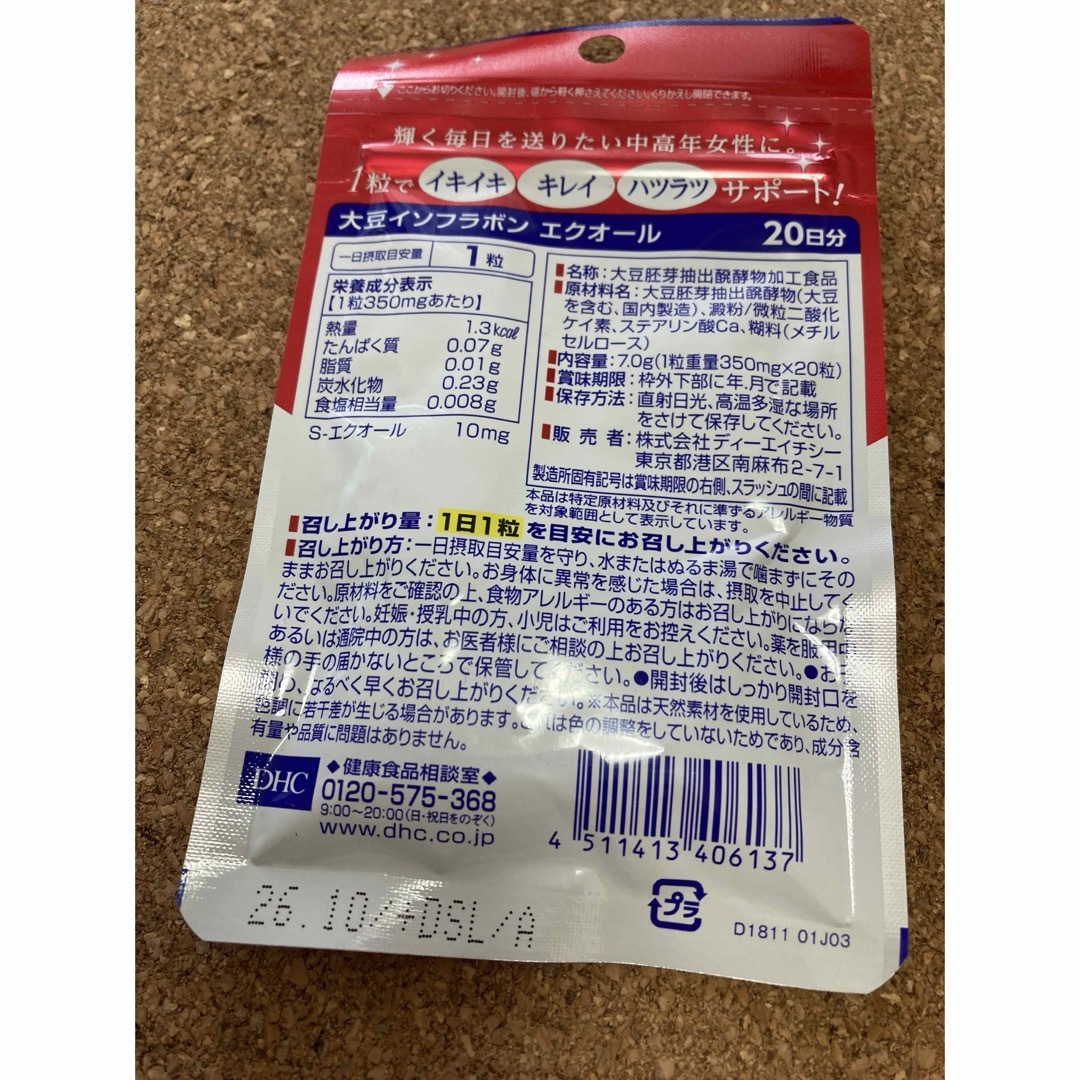 ここからお切りください。開封後、端から軽く押さえてください。くりかえし開閉できます。
輝く毎日を送りたい中高年女性に。
1粒で イキイキ キレイ ハツラツ サポート!
大豆イソフラボン エクオール 20日分
一日摂取目安量 1粒
栄養成分表示
【1粒350mgあたり】
熱量 1.3kcal
たんぱく質 0.07g
脂質 0.01g
炭水化物 0.23g
食塩相当量 0.008g
S-エクオール 10mg
■名称:大豆胚芽抽出醗酵物加工食品
■原材料名:大豆胚芽抽出醗酵物(大豆
を含む、国内製造)、澱粉/微粒二酸化
ケイ素、ステアリン酸Ca、糊料(メチル
セルロース)
■内容量:7.0g(1粒重量350mg×20粒)
■賞味期限:枠外下部に年.月で記載
■保存方法:直射日光、高温多湿な場所
をさけて保存してください。
■販売者:株式会社ディーエイチシー
東京都港区南麻布2-7-1
製造所固有記号は賞味期限の右側、スラッシュの間に記載
本品は特定原材料及びそれに準ずるアレルギー物質
を対象範囲として表示しています。
■召し上がり量:1日1粒を目安にお召し上がりください。
■召し上がり方:一日摂取目安量を守り、水またはぬるま湯で噛まずにその
ままお召し上がりください。お身体に異常を感じた場合は、摂取を中止してく
ださい。原材料をご確認の上、食物アレルギーのある方はお召し上がりにならな
いでください。妊娠・授乳中の方、小児はご利用をお控えください。薬を服用中
あるいは通院中の方は、お医者様にご相談の上お召し上がりください。●お子
様の手の届かないところで保管してください。●開封後はしっかり開封口を
、なるべく早くお召し上がりください。※本品は天然素材を使用しているため、
色調に若干差が生じる場合があります。これは色の調整をしていないためであり、成分含
有量や品質に問題はありません。
DHC
◆健康食品相談室◆
0120-575-368
9:00~20:00(日・祝日をのぞく)
www.dhc.co.jp
4 511413 406137
プラ
D1811 01J03
26.10/+DSL/A